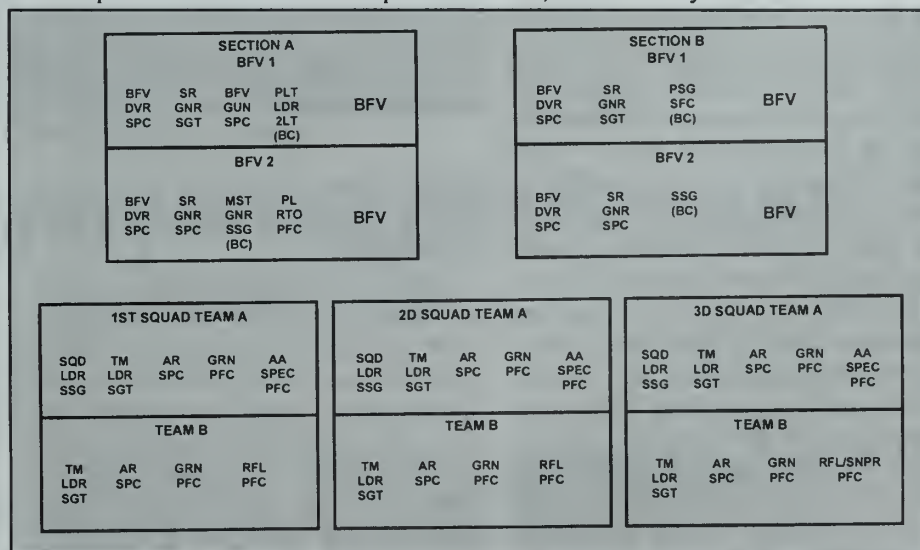 SECTION A
BFV 1
BFV SR BFV PLT
DVR GNR GUN LDR BFV
SPC SGT SPC 2LT
(BC)
BFV 2
BFV SR MST PL
DVR GNR GNR RTO BFV
SPC SPC SSG PFC
(BC)
SECTION B
BFV 1
BFV SR PSG
DVR GNR SFC BFV
SPC SGT (BC)
BFV 2
BFV SR SSG
DVR GNR (BC) BFV
SPC SPC
1ST SQUAD TEAM A
SQD TM AR GRN AA
LDR LDR SPC PFC SPEC
SSG SGT PFC
TEAM B
TM AR GRN RFL
LDR SPC PFC PFC
SGT
2D SQUAD TEAM A
SQD TM AR GRN AA
LDR LDR SPC PFC SPEC
SSG SGT PFC
TEAM B
TM AR GRN RFL
LDR SPC PFC PFC
SGT
3D SQUAD TEAM A
SQD TM AR GRN AA
LDR LDR SPC PFC SPEC
SSG SGT PFC
TEAM B
TM AR GRN RFL/SNPR
LDR SPC PFC PFC
SGT